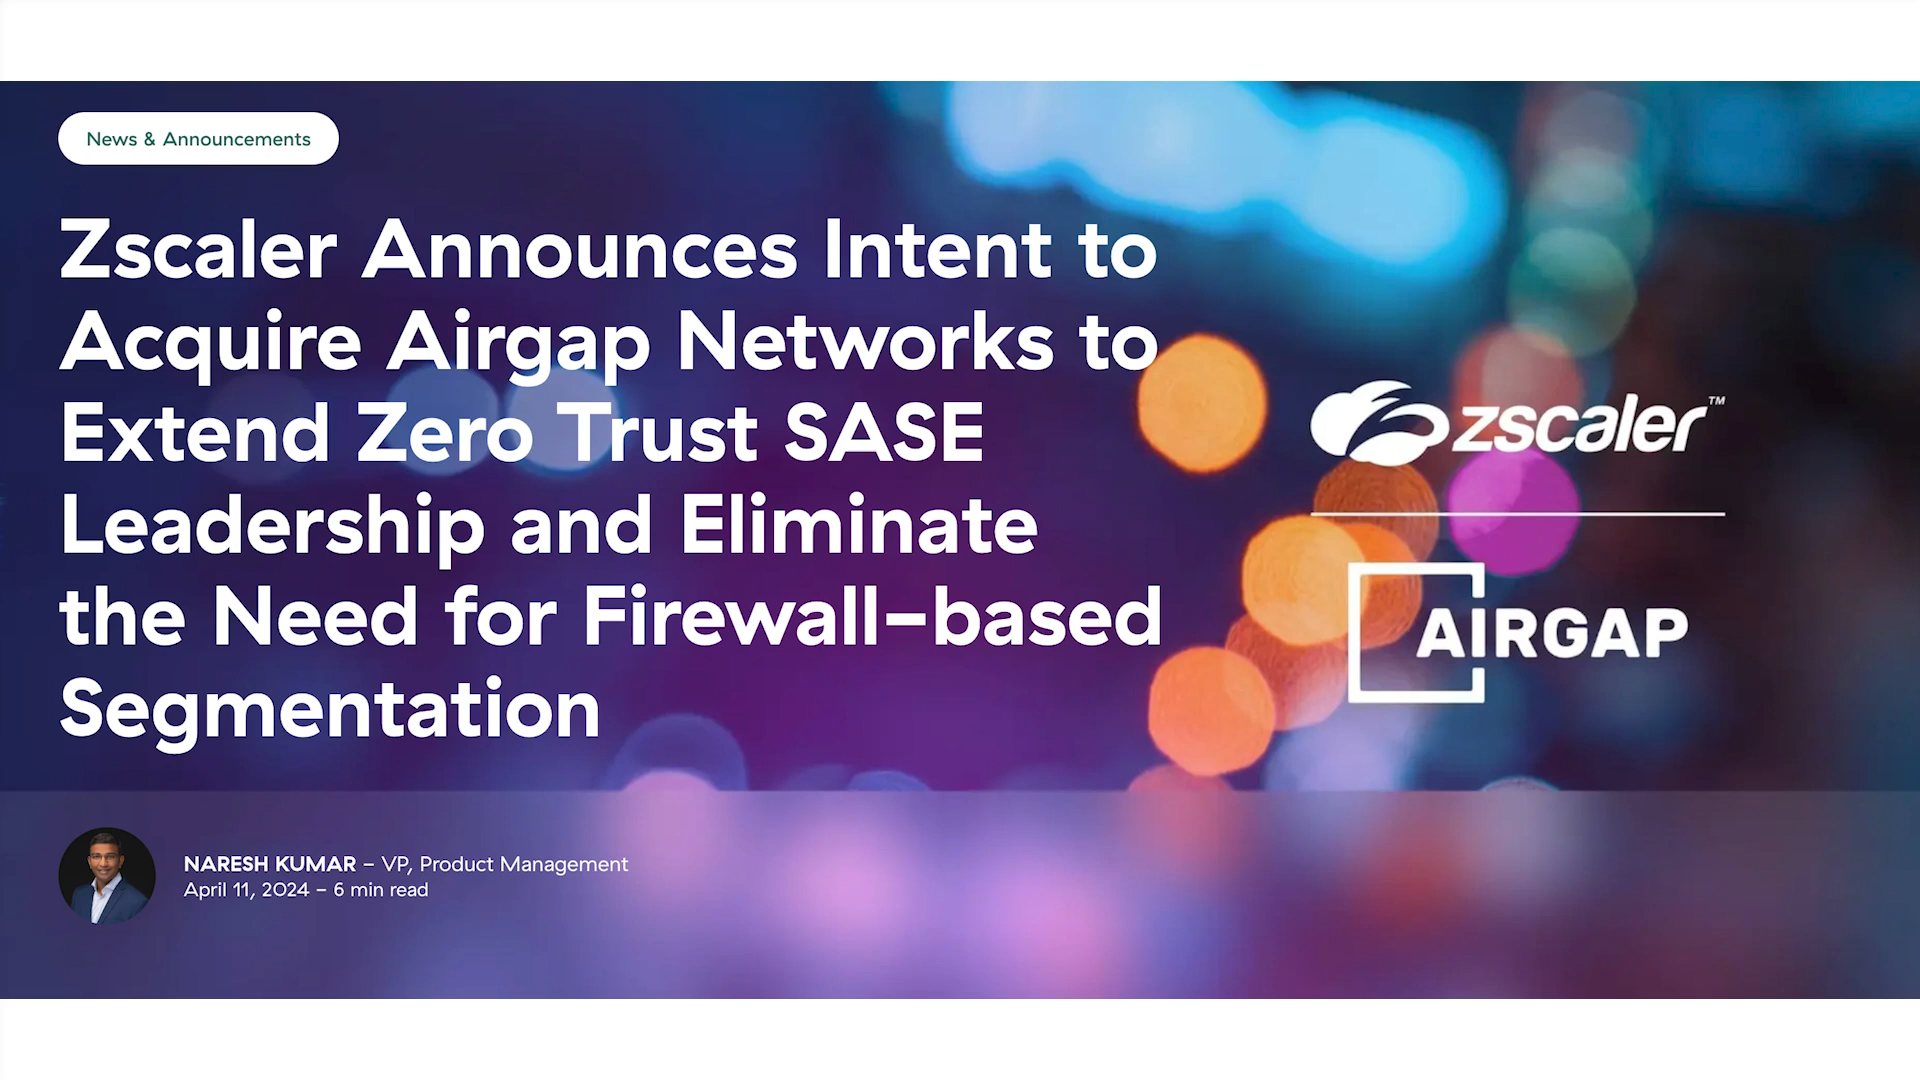 News & Announcements
Zscaler Announces Intent to
Acquire Airgap Networks to
Extend Zero Trust SASE
Leadership and Eliminate
the Need for Firewall-based
Segmentation
zscaler™
AIRGAP
NARESH KUMAR - VP, Product Management
April 11, 2024 - 6 min read